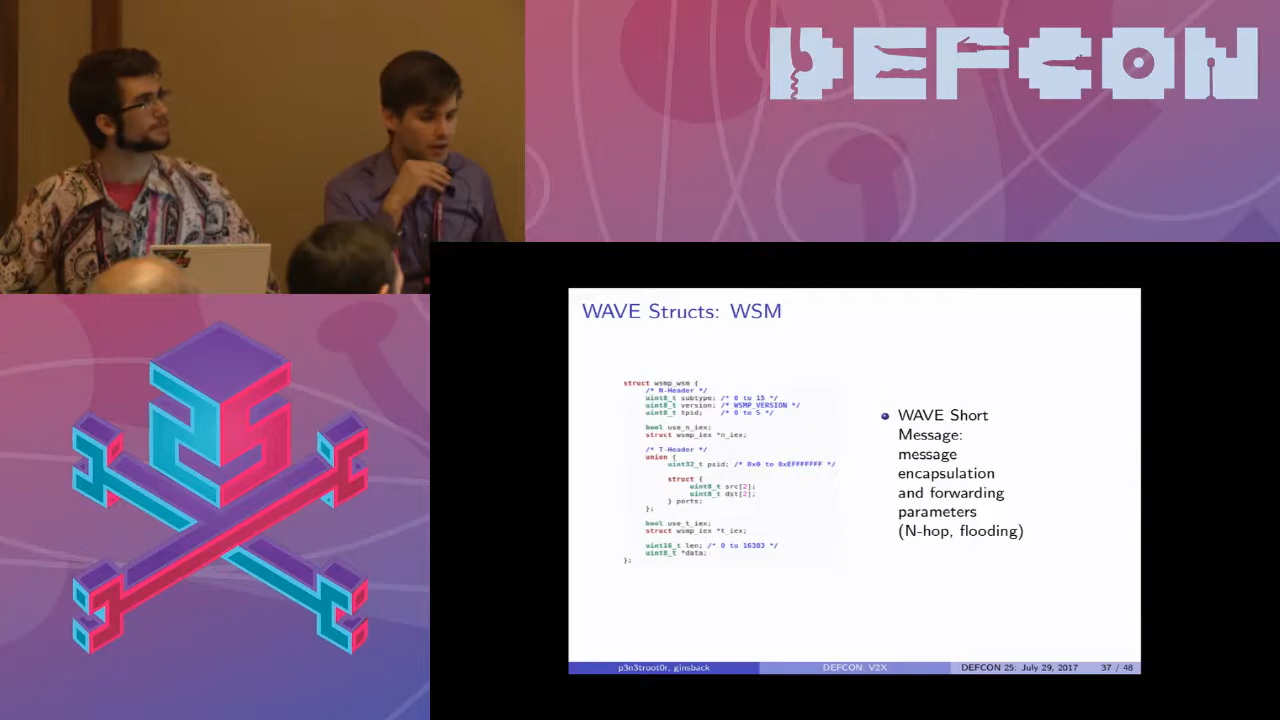 DEFCON
WAVE Structs: WSM
struct wsmp_wsm {
/* N-Header */
uint8_t subtype; /* 0 to 15 */
uint8_t version; /* WSMP_VERSION */
uint8_t tpid; /* 0 to 5 */
bool use_n_iex;
struct wsmp_iex *n_iex;
/* T-Header */
union {
uint32_t psid; /* 0x0 to 0xEFFFFFFF */
struct {
uint8_t src[2];
uint8_t dst[2];
} ports;
};
bool use_t_iex;
struct wsmp_iex *t_iex;
uint16_t len; /* 0 to 16383 */
uint8_t *data;
};
WAVE Short
Message:
message
encapsulation
and forwarding
parameters
(N-hop, flooding)
p3n3troot0r, ginsback DEFCON: V2X DEFCON 25: July 29, 2017 37 / 48